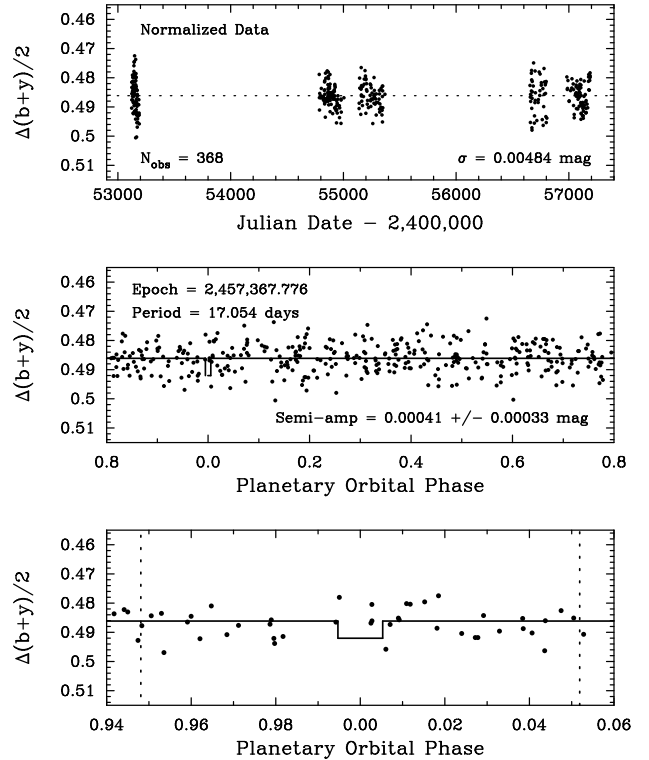 0.46
Normalized Data
0.47
0.48
Δ(b+y)/2
0.49
0.5
N_obs = 368
σ = 0.00484 mag
0.51
53000 54000 55000 56000 57000
Julian Date − 2,400,000
0.46
Epoch = 2,457,367.776
0.47
Period = 17.054 days
0.48
Δ(b+y)/2
0.49
0.5
Semi-amp = 0.00041 +/- 0.00033 mag
0.51
0.8 0.0 0.2 0.4 0.6 0.8
Planetary Orbital Phase
0.46
0.47
0.48
Δ(b+y)/2
0.49
0.5
0.51
0.94 0.96 0.98 0.00 0.02 0.04 0.06
Planetary Orbital Phase